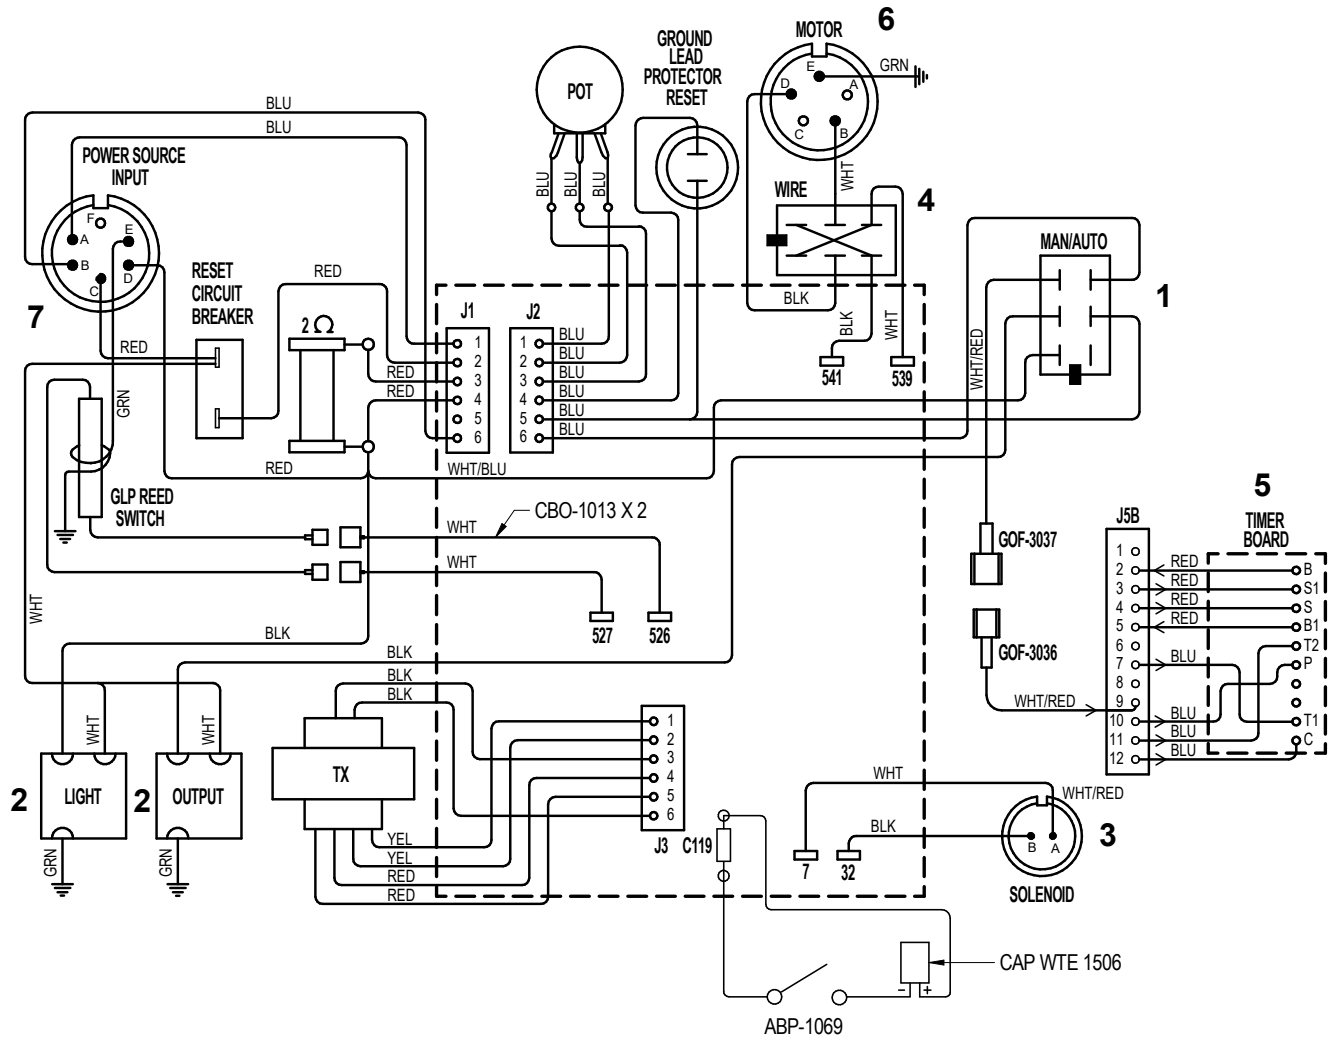 6
MOTOR
E
GRN
D
A
C
B
GROUND
LEAD
PROTECTOR
RESET
POT
BLU
BLU
POWER SOURCE
INPUT
F
A
E
B
D
C
7
BLU
BLU
BLU
WHT
WIRE
4
MAN/AUTO
1
RESET
CIRCUIT
BREAKER
RED
2 Ω
RED
GRN
J1
1
2
3
4
5
6
RED
RED
J2
1
2
3
4
5
6
BLU
BLU
BLU
BLU
BLU
BLU
BLK
BLK
WHT
541
539
WHT/RED
RED
WHT/BLU
GLP REED
SWITCH
CBO-1013 X 2
WHT
WHT
527
526
WHT
BLK
BLK
BLK
BLK
GOF-3037
GOF-3036
WHT/RED
J5B
1
2
3
4
5
6
7
8
9
10
11
12
RED
RED
RED
RED
BLU
BLU
BLU
BLU
5
TIMER
BOARD
B
S1
S
B1
T2
P
T1
C
WHT
WHT
2
LIGHT
2
OUTPUT
GRN
GRN
TX
YEL
YEL
RED
RED
1
2
3
4
5
6
J3
C119
WHT
BLK
7
32
WHT/RED
B
A
3
SOLENOID
CAP WTE 1506
−
+
ABP-1069